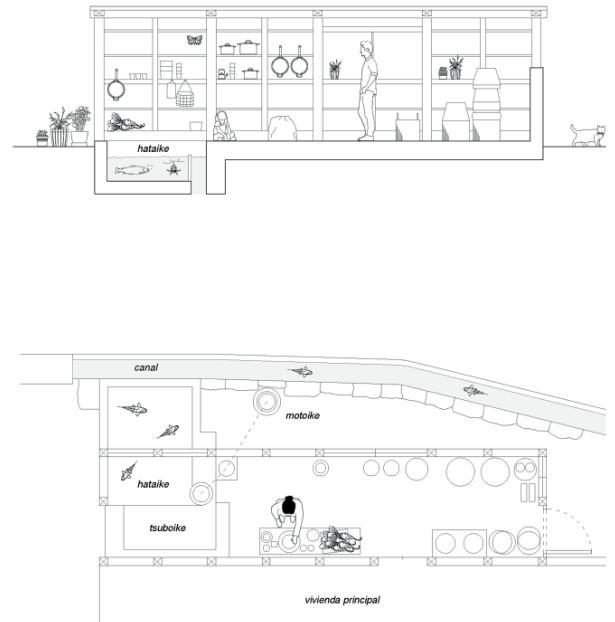 hataike
canal
motoike
hataike
tsuboike
vivienda principal